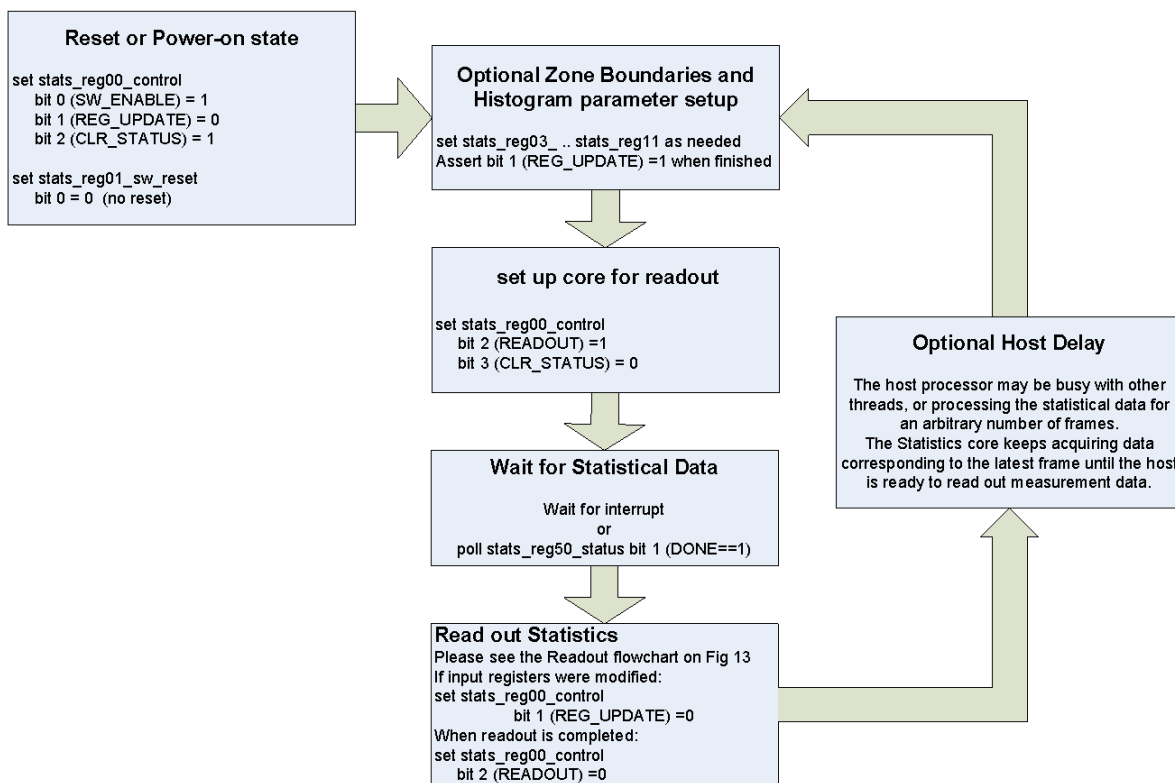 Reset or Power-on state
set stats_reg00_control
bit 0 (SW_ENABLE) = 1
bit 1 (REG_UPDATE) = 0
bit 2 (CLR_STATUS) = 1
set stats_reg01_sw_reset
bit 0 = 0 (no reset)
Optional Zone Boundaries and
Histogram parameter setup
set stats_reg03_ .. stats_reg11 as needed
Assert bit 1 (REG_UPDATE) =1 when finished
set up core for readout
set stats_reg00_control
bit 2 (READOUT) =1
bit 3 (CLR_STATUS) = 0
Wait for Statistical Data
Wait for interrupt
or
poll stats_reg50_status bit 1 (DONE==1)
Read out Statistics
Please see the Readout flowchart on Fig 13
If input registers were modified:
set stats_reg00_control
bit 1 (REG_UPDATE) =0
When readout is completed:
set stats_reg00_control
bit 2 (READOUT) =0
Optional Host Delay
The host processor may be busy with other
threads, or processing the statistical data for
an arbitrary number of frames.
The Statistics core keeps acquiring data
corresponding to the latest frame until the host
is ready to read out measurement data.